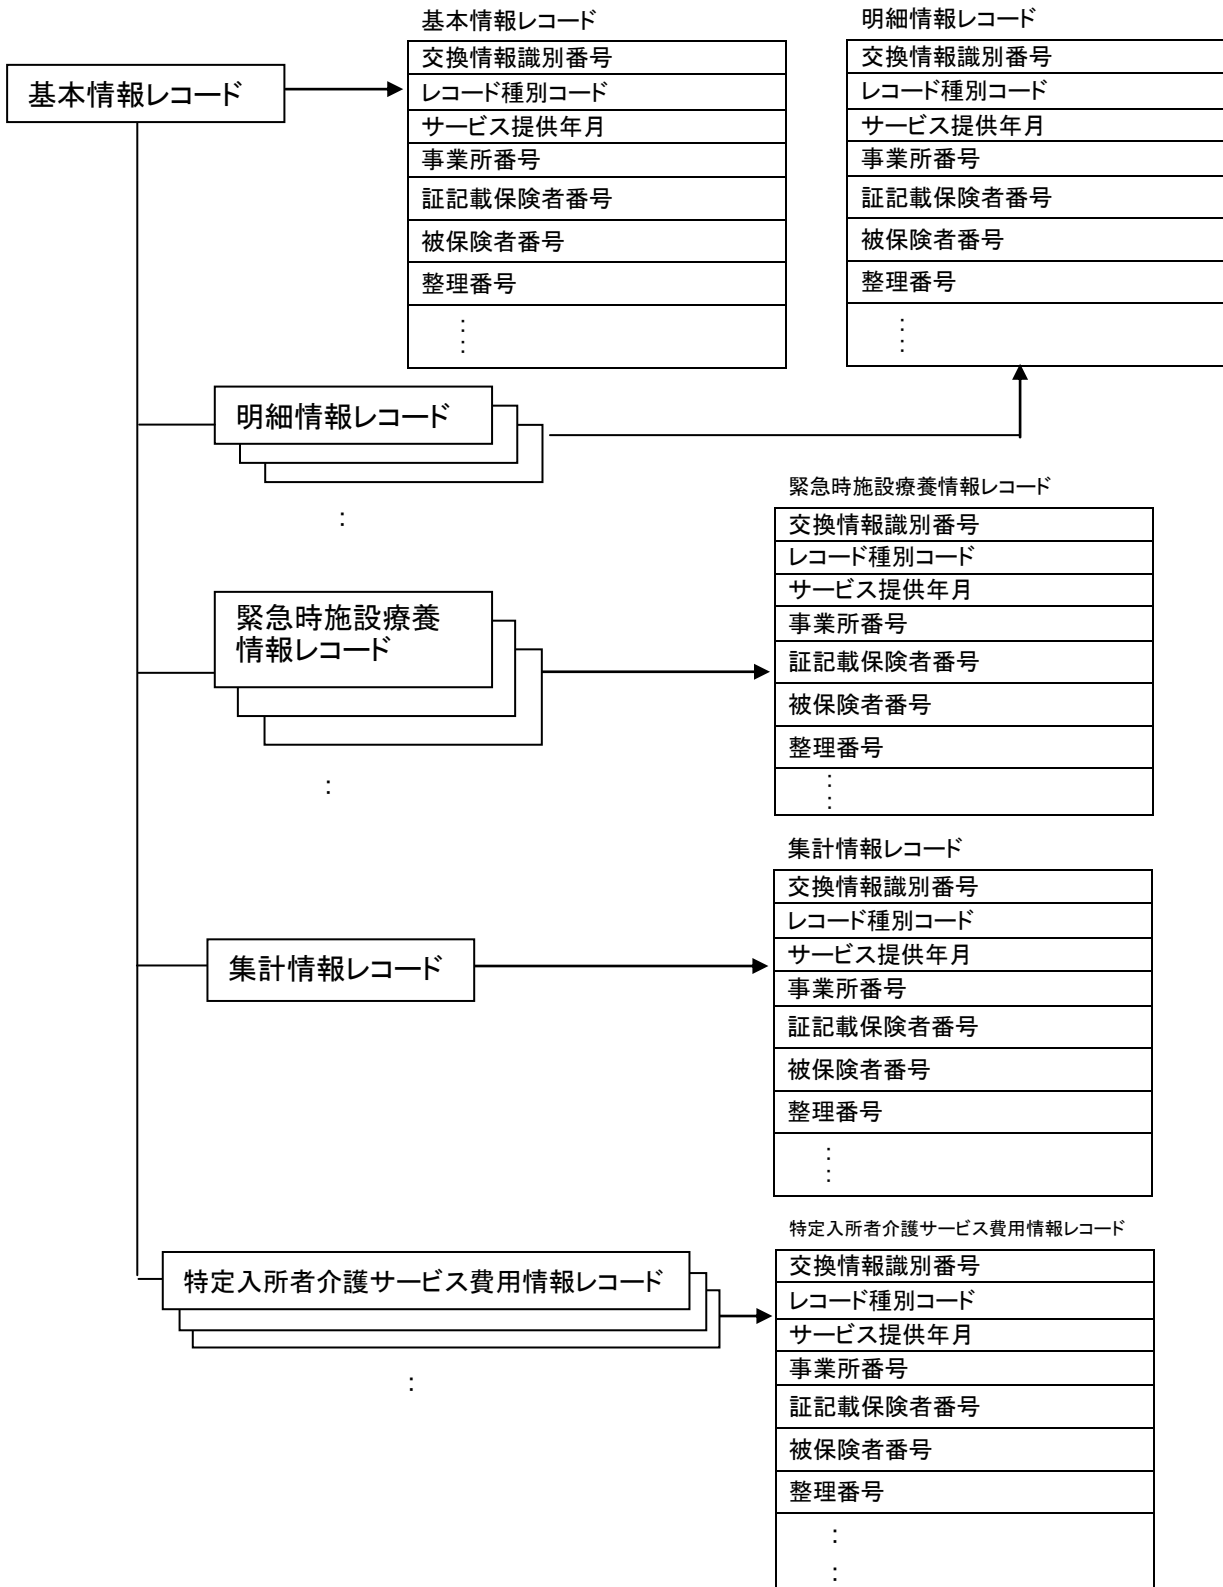 基本情報レコード
基本情報レコード
交換情報識別番号
レコード種別コード
サービス提供年月
事業所番号
証記載保険者番号
被保険者番号
整理番号
:
:
明細情報レコード
交換情報識別番号
レコード種別コード
サービス提供年月
事業所番号
証記載保険者番号
被保険者番号
整理番号
:
:
明細情報レコード
:
緊急時施設療養
情報レコード
:
緊急時施設療養情報レコード
交換情報識別番号
レコード種別コード
サービス提供年月
事業所番号
証記載保険者番号
被保険者番号
整理番号
:
:
集計情報レコード
集計情報レコード
交換情報識別番号
レコード種別コード
サービス提供年月
事業所番号
証記載保険者番号
被保険者番号
整理番号
:
:
特定入所者介護サービス費用情報レコード
:
特定入所者介護サービス費用情報レコード
交換情報識別番号
レコード種別コード
サービス提供年月
事業所番号
証記載保険者番号
被保険者番号
整理番号
:
: